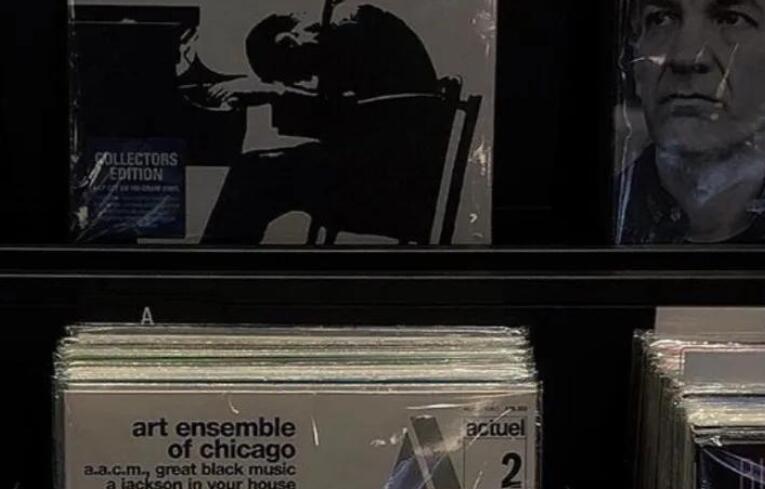 COLLECTORS
EDITION
A
art ensemble
of chicago
a.a.c.m., great black music
a jackson in your house
actuel
2